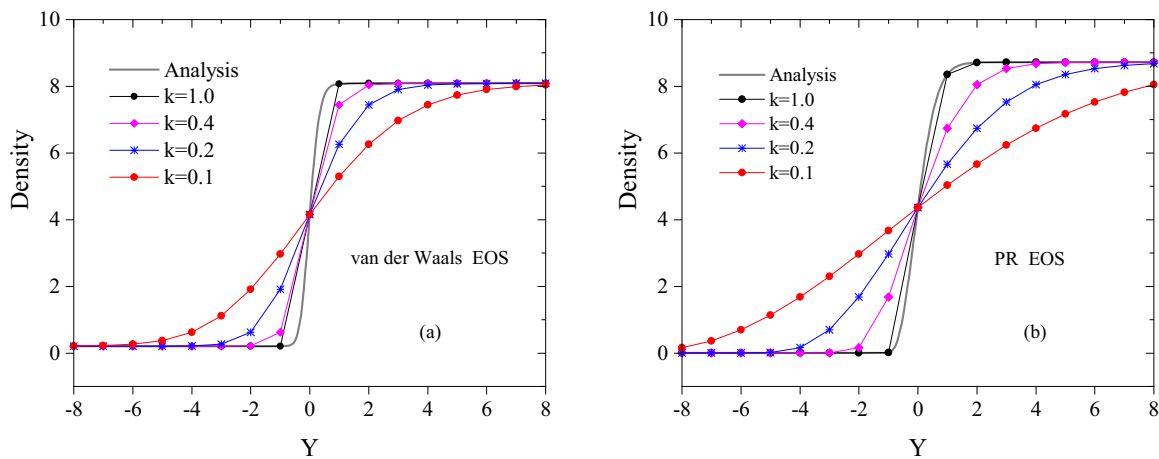 10
8
6
4
2
0
Density
Analysis
k=1.0
k=0.4
k=0.2
k=0.1
van der Waals EOS
(a)
-8 -6 -4 -2 0 2 4 6 8
Y
10
8
6
4
2
0
Density
Analysis
k=1.0
k=0.4
k=0.2
k=0.1
PR EOS
(b)
-8 -6 -4 -2 0 2 4 6 8
Y